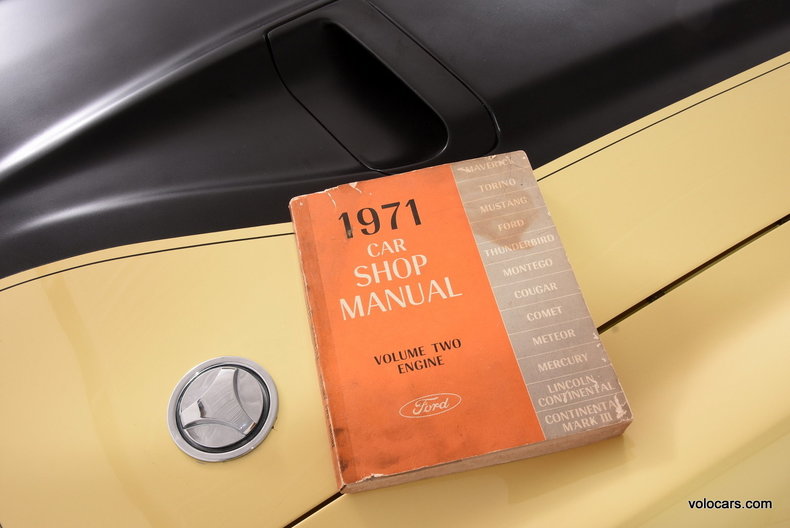 1971
CAR
SHOP
MANUAL
VOLUME TWO
ENGINE
Ford
MAVERICK
TORINO
MUSTANG
FORD
THUNDERBIRD
MONTEGO
COUGAR
COMET
METEOR
MERCURY
LINCOLN
CONTINENTAL
CONTINENTAL
MARK III
volocars.com